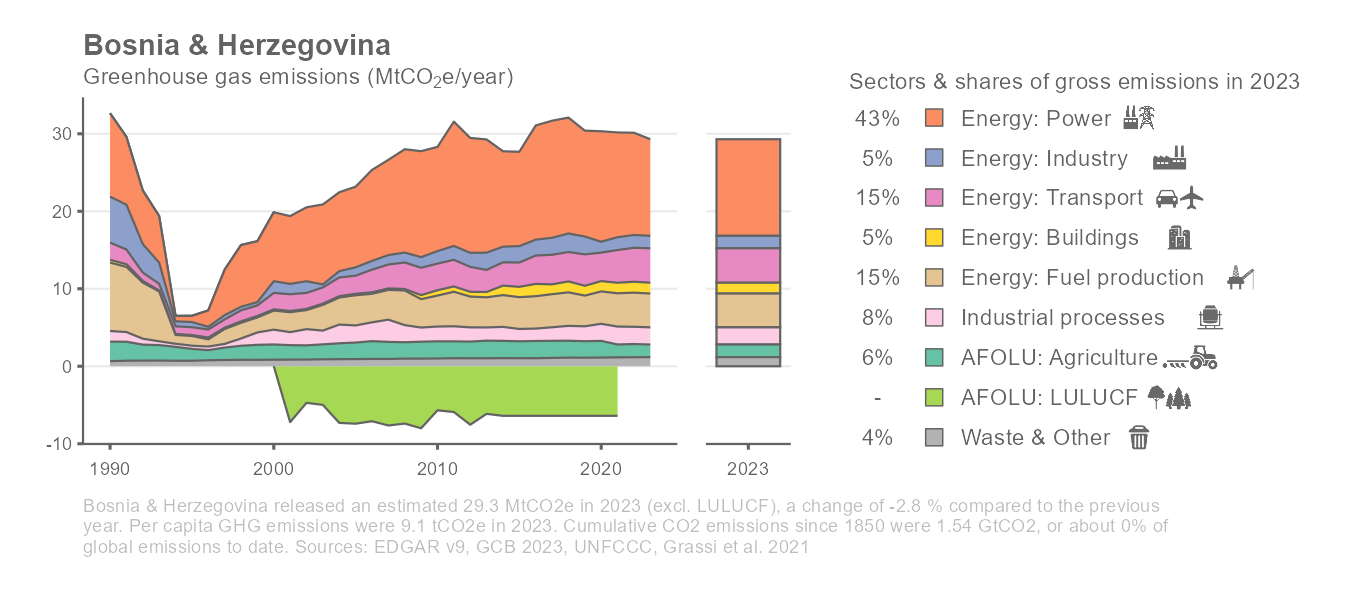 Bosnia & Herzegovina
Greenhouse gas emissions (MtCO₂e/year)
30
20
10
0
-10
1990
2000
2010
2020
2023
Sectors & shares of gross emissions in 2023
43% Energy: Power
5% Energy: Industry
15% Energy: Transport
5% Energy: Buildings
15% Energy: Fuel production
8% Industrial processes
6% AFOLU: Agriculture
- AFOLU: LULUCF
4% Waste & Other
Bosnia & Herzegovina released an estimated 29.3 MtCO2e in 2023 (excl. LULUCF), a change of -2.8 % compared to the previous
year. Per capita GHG emissions were 9.1 tCO2e in 2023. Cumulative CO2 emissions since 1850 were 1.54 GtCO2, or about 0% of
global emissions to date. Sources: EDGAR v9, GCB 2023, UNFCCC, Grassi et al. 2021